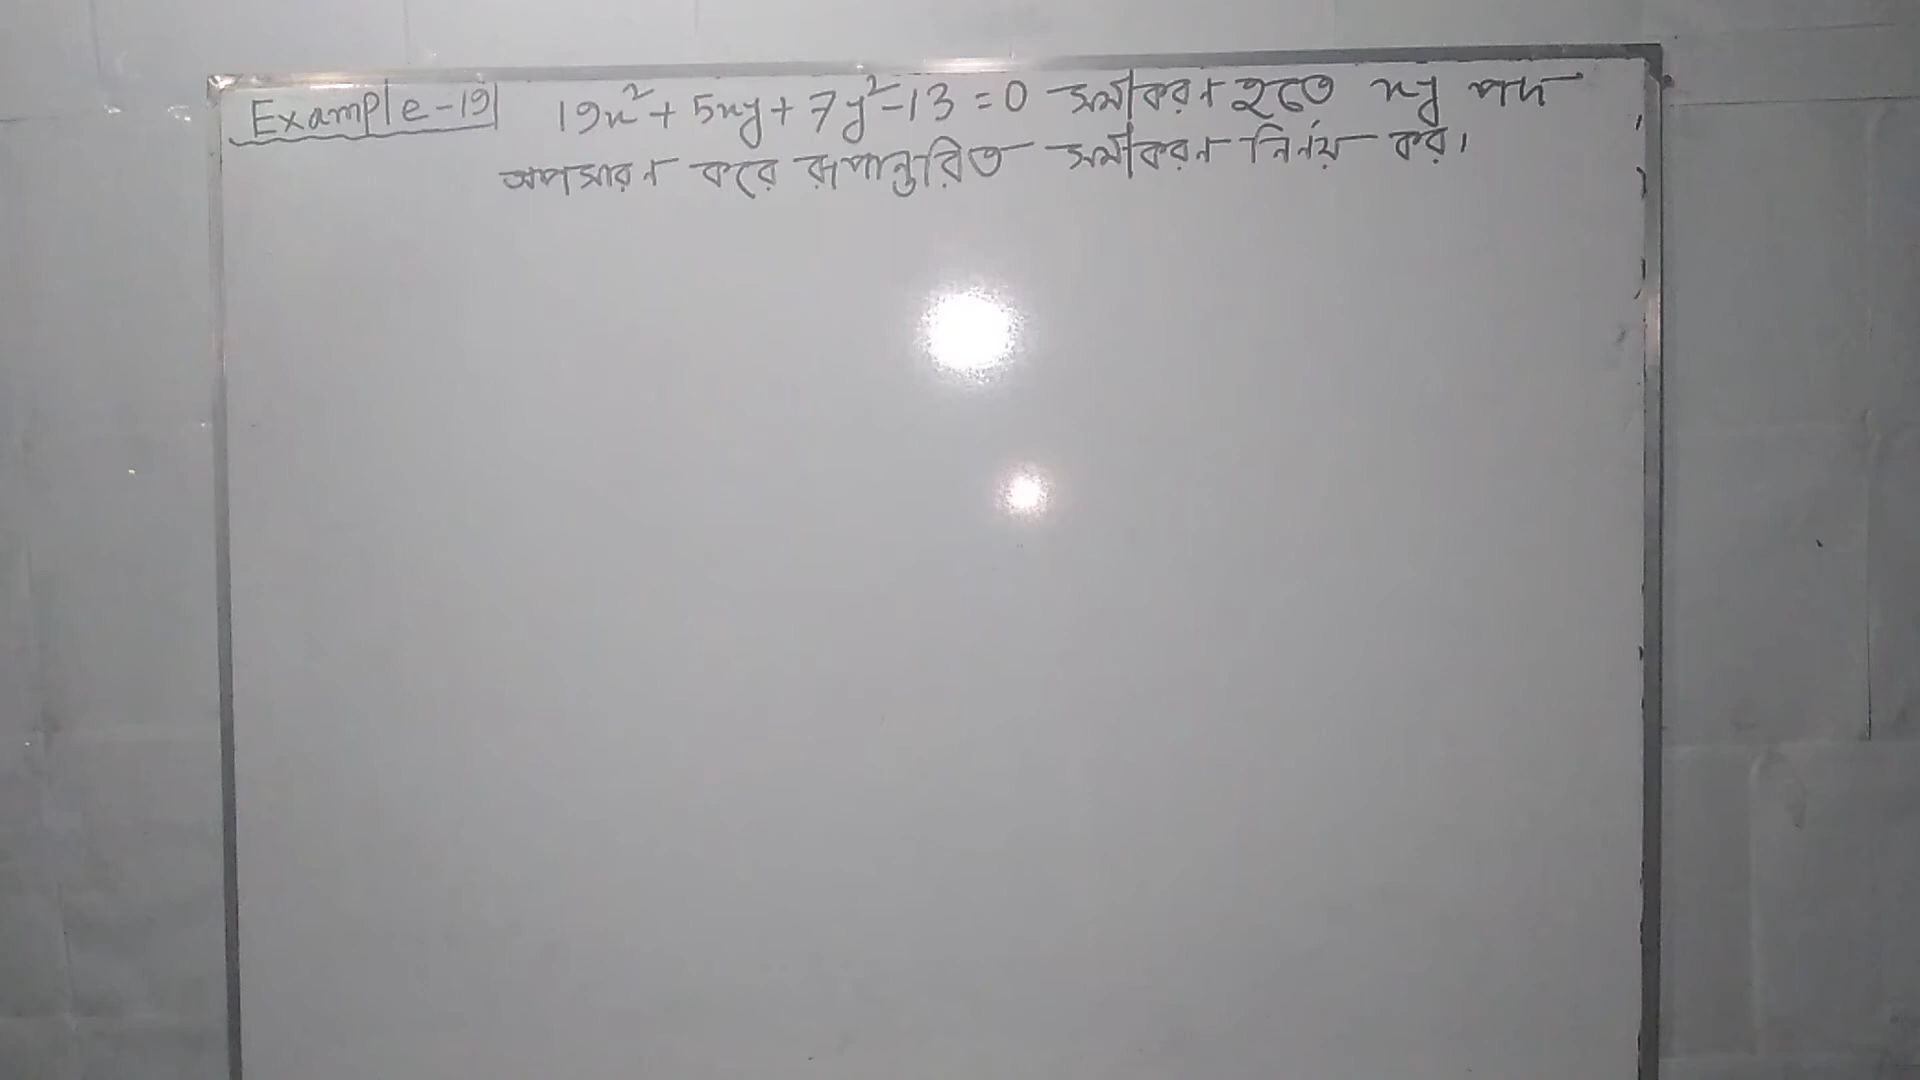 Example-19 19x²+5xy+7y²-13=0 সমীকরণ হতে xy পদ
অপসারণ করে রূপান্তরিত সমীকরণ নির্ণয় কর।